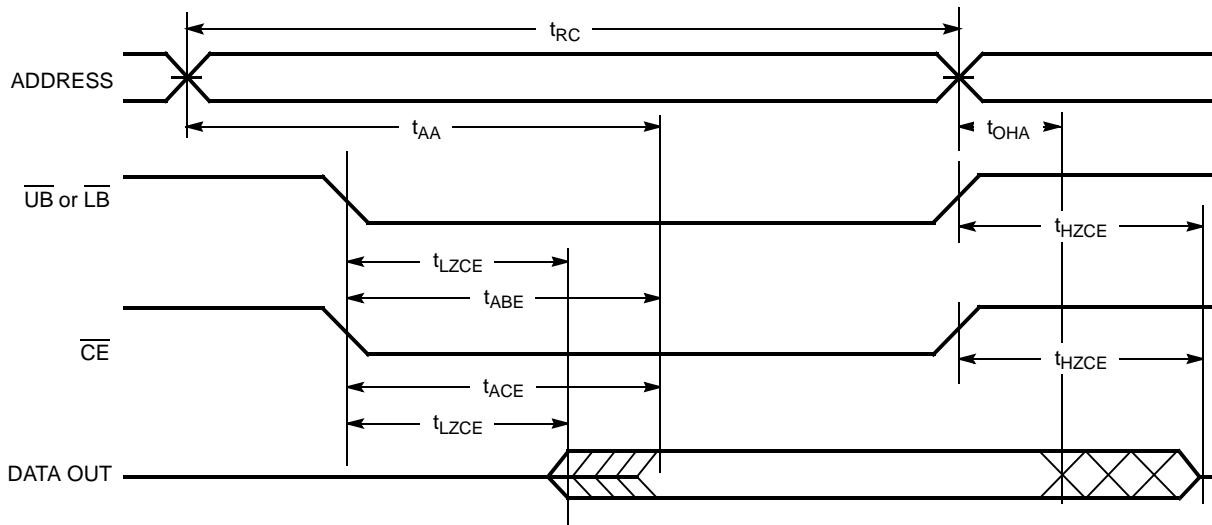 tRC
ADDRESS
tAA
tOHA
UB or LB
tHZCE
tLZCE
tABE
CE
tHZCE
tACE
tLZCE
DATA OUT